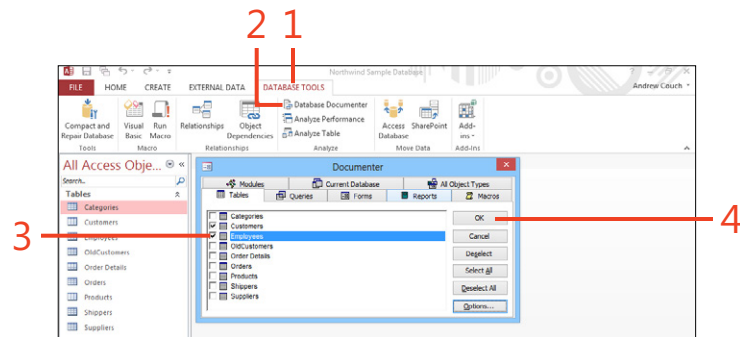 2 1
Northwind Sample Database
FILE HOME CREATE EXTERNAL DATA DATABASE TOOLS Andrew Couch
Database Documenter
Analyze Performance
Analyze Table
Compact and Repair Database
Visual Basic
Run Macro
Relationships
Object Dependencies
Access Database
SharePoint
Add-ins
Tools Macro Relationships Analyze Move Data Add-Ins
All Access Obje...
Search...
Tables
Categories
Customers
Employees
OldCustomers
Order Details
Orders
Products
Shippers
Suppliers
Documenter
Modules Current Database All Object Types
Tables Queries Forms Reports Macros
Categories
Customers
Employees
OldCustomers
Order Details
Orders
Products
Shippers
Suppliers
OK
Cancel
Deselect
Select All
Deselect All
Options...
3
4